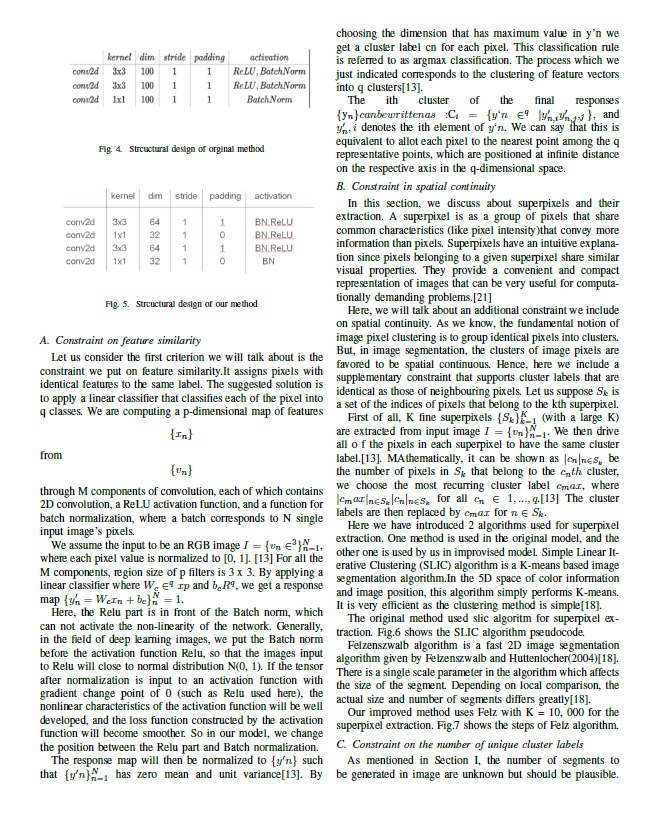 kernel dim stride padding activation
conv2d 3x3 100 1 1 ReLU, BatchNorm
conv2d 3x3 100 1 1 ReLU, BatchNorm
conv2d 1x1 100 1 1 BatchNorm
Fig. 4. Strcuctural design of orginal method
kernel dim stride padding activation
conv2d 3x3 64 1 1 BN,ReLU
conv2d 1x1 32 1 0 BN,ReLU
conv2d 3x3 64 1 1 BN,ReLU
conv2d 1x1 32 1 0 BN
Fig. 5. Strcuctural design of our method
A. Constraint on feature similarity
Let us consider the first criterion we will talk about is the
constraint we put on feature similarity.It assigns pixels with
identical features to the same label. The suggested solution is
to apply a linear classifier that classifies each of the pixel into
q classes. We are computing a p-dimensional map of features
{x_n}
from
{v_n}
through M components of convolution, each of which contains
2D convolution, a ReLU activation function, and a function for
batch normalization, where a batch corresponds to N single
input image's pixels.
We assume the input to be an RGB image I = {v_n ∈^3}^N_{n=1},
where each pixel value is normalized to [0, 1]. [13] For all the
M components, region size of p filters is 3 x 3. By applying a
linear classifier where W_c ∈^q xp and b_c R^q, we get a response
map {y'_n = W_c x_n + b_c}^N_n = 1.
Here, the Relu part is in front of the Batch norm, which
can not activate the non-linearity of the network. Generally,
in the field of deep learning images, we put the Batch norm
before the activation function Relu, so that the images input
to Relu will close to normal distribution N(0, 1). If the tensor
after normalization is input to an activation function with
gradient change point of 0 (such as Relu used here), the
nonlinear characteristics of the activation function will be well
developed, and the loss function constructed by the activation
function will become smoother. So in our model, we change
the position between the Relu part and Batch normalization.
The response map will then be normalized to {y'n} such
that {y'n}^N_{n=1} has zero mean and unit variance[13]. By
choosing the dimension that has maximum value in y'n we
get a cluster label cn for each pixel. This classification rule
is referred to as argmax classification. The process which we
just indicated corresponds to the clustering of feature vectors
into q clusters[13].
The ith cluster of the final responses
{y_n}canbewrittenas :C_i = {y'n ∈^q |y'_{n,i}y'_{n,j'j}}, and
y'_n, i denotes the ith element of y'n. We can say that this is
equivalent to allot each pixel to the nearest point among the q
representative points, which are positioned at infinite distance
on the respective axis in the q-dimensional space.
B. Constraint in spatial continuity
In this section, we discuss about superpixels and their
extraction. A superpixel is as a group of pixels that share
common characteristics (like pixel intensity)that convey more
information than pixels. Superpixels have an intuitive explana-
tion since pixels belonging to a given superpixel share similar
visual properties. They provide a convenient and compact
representation of images that can be very useful for computa-
tionally demanding problems.[21]
Here, we will talk about an additional constraint we include
on spatial continuity. As we know, the fundamental notion of
image pixel clustering is to group identical pixels into clusters.
But, in image segmentation, the clusters of image pixels are
favored to be spatial continuous. Hence, here we include a
supplementary constraint that supports cluster labels that are
identical as those of neighbouring pixels. Let us suppose S_k is
a set of the indices of pixels that belong to the kth superpixel.
First of all, K fine superpixels {S_k}^K_{k=1} (with a large K)
are extracted from input image I = {v_n}^N_{n=1}. We then drive
all o f the pixels in each superpixel to have the same cluster
label.[13]. MAthematically, it can be shown as |c_n|_{n∈S_k} be
the number of pixels in S_k that belong to the c_nth cluster,
we choose the most recurring cluster label c_max, where
|c_max|_{n∈S_k}|c_n|_{n∈S_k} for all c_n ∈ 1, ..., q.[13] The cluster
labels are then replaced by c_max for n ∈ S_k.
Here we have introduced 2 algorithms used for superpixel
extraction. One method is used in the original model, and the
other one is used by us in improvised model. Simple Linear It-
erative Clustering (SLIC) algorithm is a K-means based image
segmentation algorithm.In the 5D space of color information
and image position, this algorithm simply performs K-means.
It is very efficient as the clustering method is simple[18].
The original method used slic algoritm for superpixel ex-
traction. Fig.6 shows the SLIC algorithm pseudocode.
Felzenszwalb algorithm is a fast 2D image segmentation
algorithm given by Felzenszwalb and Huttenlocher(2004)[18].
There is a single scale parameter in the algorithm which affects
the size of the segment. Depending on local comparison, the
actual size and number of segments differs greatly[18].
Our improved method uses Felz with K = 10, 000 for the
superpixel extraction. Fig.7 shows the steps of Felz algorithm.
C. Constraint on the number of unique cluster labels
As mentioned in Section I, the number of segments to
be generated in image are unknown but should be plausible.